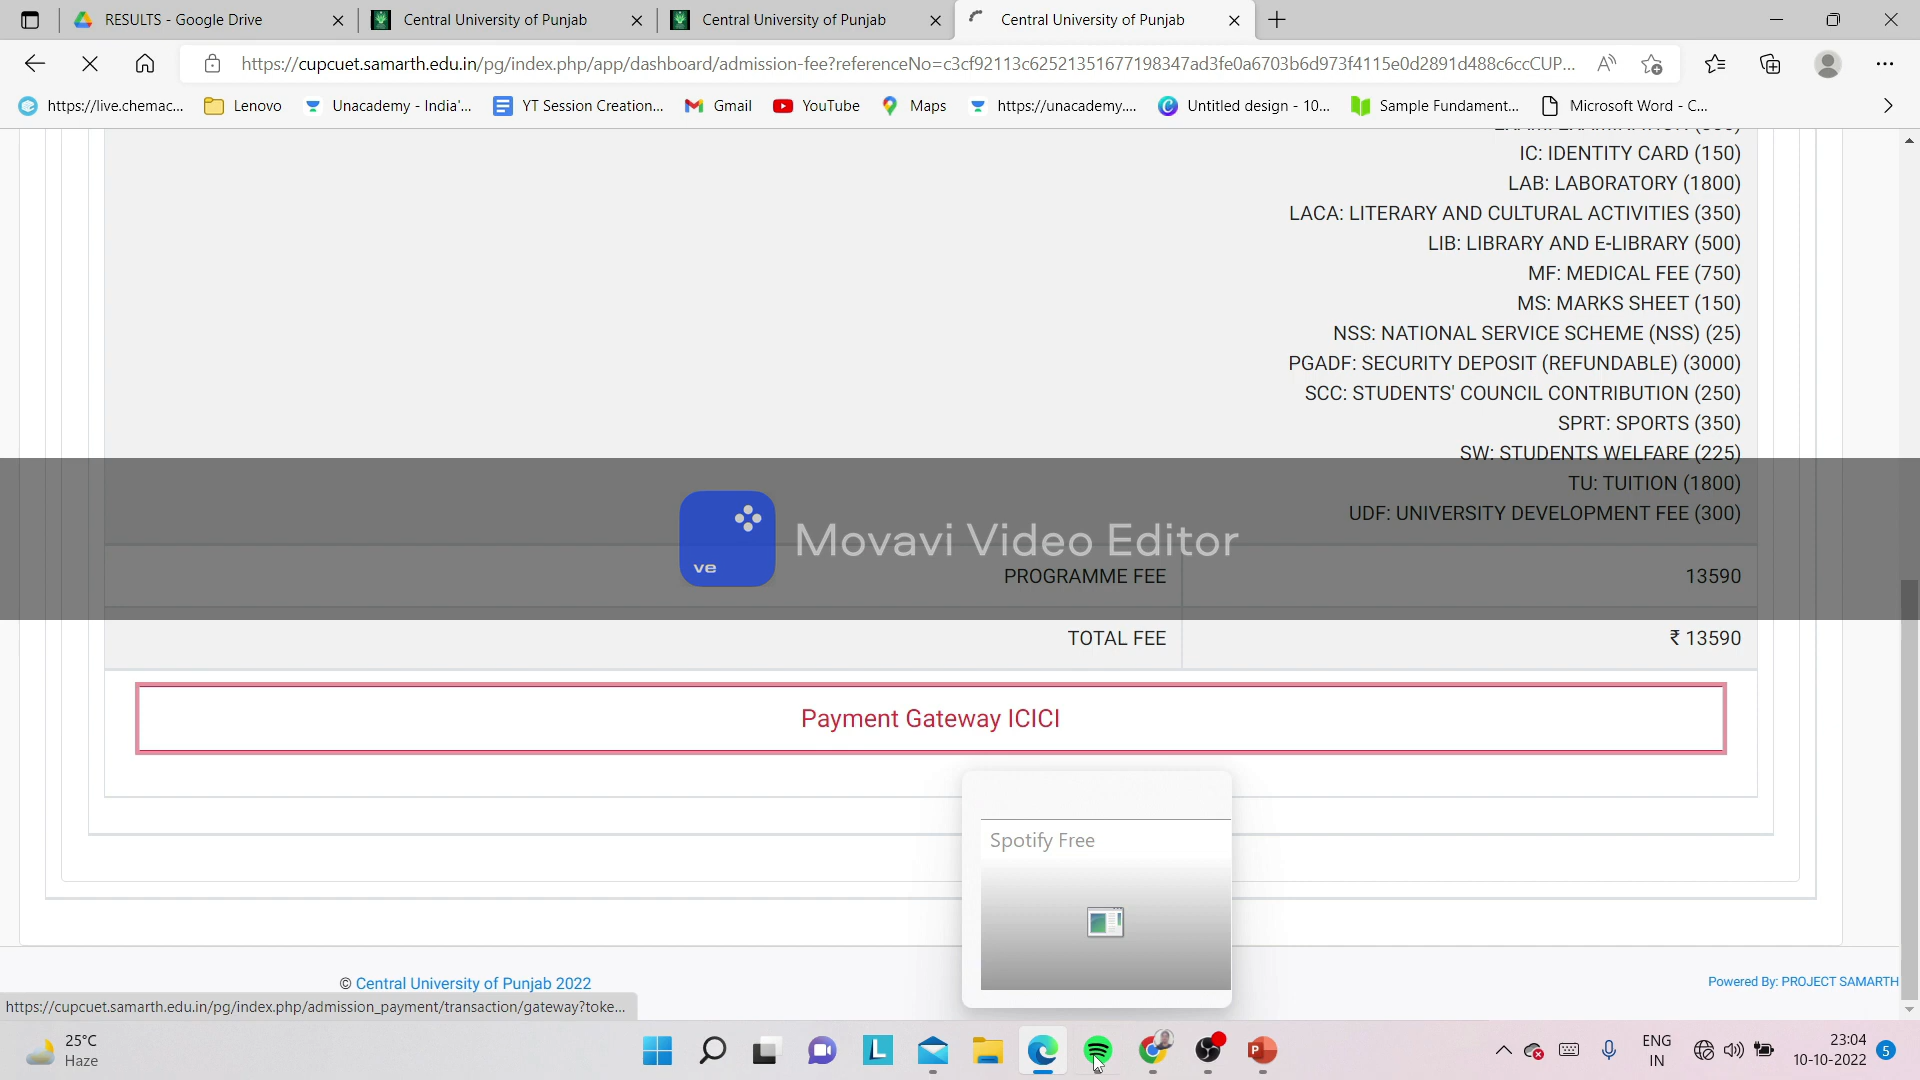 RESULTS - Google Drive
Central University of Punjab
Central University of Punjab
Central University of Punjab
https://cupcuet.samarth.edu.in/pg/index.php/app/dashboard/admission-fee?referenceNo=c3cf92113c62521351677198347ad3fe0a6703b6d973f4115e0d2891d488c6ccCUP...
https://live.chemac...
Lenovo
Unacademy - India'...
YT Session Creation...
Gmail
YouTube
Maps
https://unacademy....
Untitled design - 10...
Sample Fundament...
Microsoft Word - C...
IC: IDENTITY CARD (150)
LAB: LABORATORY (1800)
LACA: LITERARY AND CULTURAL ACTIVITIES (350)
LIB: LIBRARY AND E-LIBRARY (500)
MF: MEDICAL FEE (750)
MS: MARKS SHEET (150)
NSS: NATIONAL SERVICE SCHEME (NSS) (25)
PGADF: SECURITY DEPOSIT (REFUNDABLE) (3000)
SCC: STUDENTS' COUNCIL CONTRIBUTION (250)
SPRT: SPORTS (350)
SW: STUDENTS WELFARE (225)
TU: TUITION (1800)
UDF: UNIVERSITY DEVELOPMENT FEE (300)
ve
Movavi Video Editor
PROGRAMME FEE 13590
TOTAL FEE ₹ 13590
Payment Gateway ICICI
Spotify Free
© Central University of Punjab 2022
Powered By: PROJECT SAMARTH
https://cupcuet.samarth.edu.in/pg/index.php/admission_payment/transaction/gateway?toke...
25°C
Haze
L
ENG
IN
23:04
10-10-2022
5